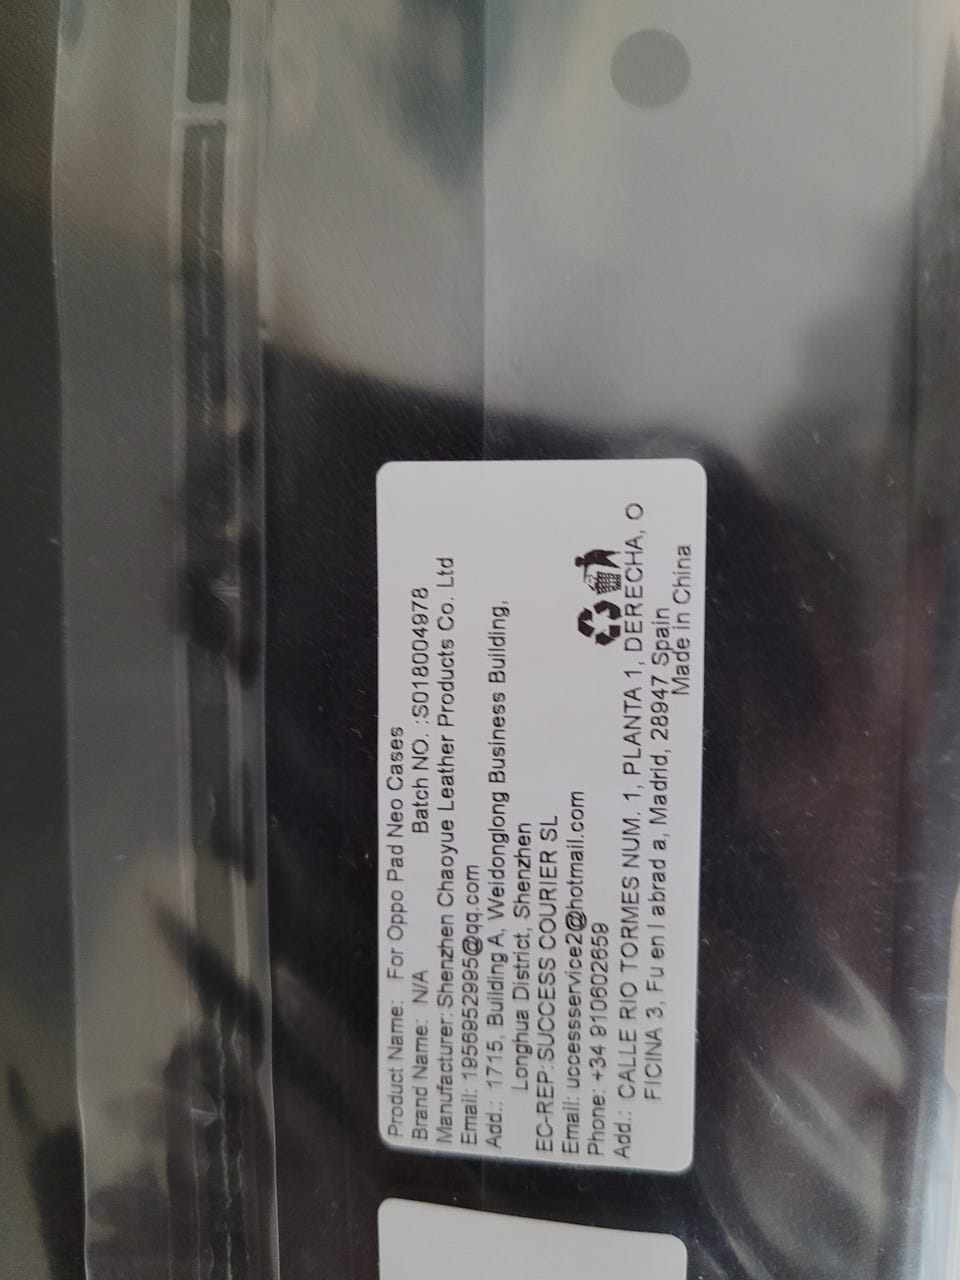 Product Name: For Oppo Pad Neo Cases
Brand Name: N/A Batch NO. :S018004978
Manufacturer: Shenzhen Chaoyue Leather Products Co. Ltd
Email: 1956952995@qq.com
Add.: 1715, Building A, Weidonglong Business Building,
Longhua District, Shenzhen
EC-REP:SUCCESS COURIER SL
Email: uccessservice2@hotmail.com
Phone: +34 910602659
Add.: CALLE RIO TORMES NUM. 1, PLANTA 1, DERECHA, O
FICINA 3, Fu en l abrad a, Madrid, 28947 Spain
Made in China